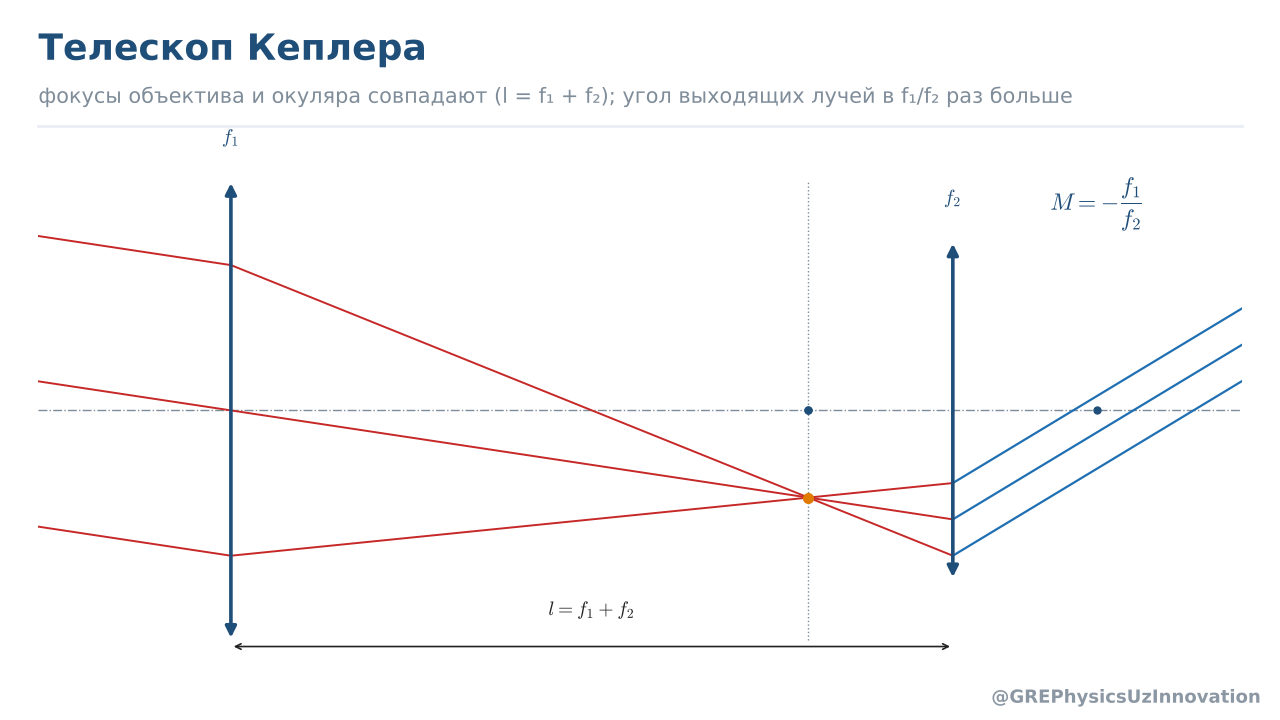 Телескоп Кеплера
фокусы объектива и окуляра совпадают (l = f₁ + f₂); угол выходящих лучей в f₁/f₂ раз больше
f₁
f₂
M = −f₁/f₂
l = f₁ + f₂
@GREPhysicsUzInnovation